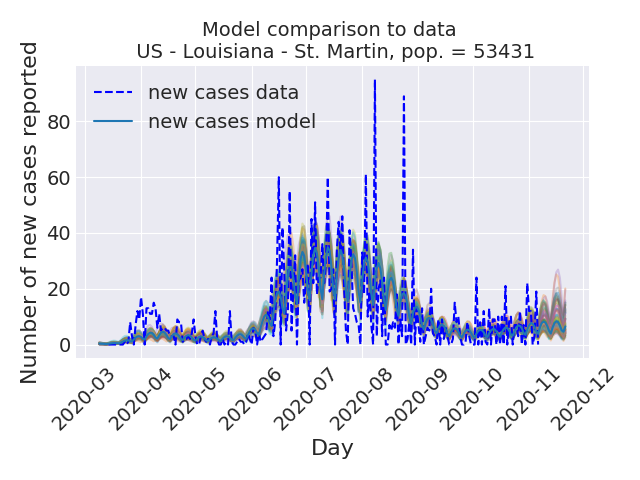 Model comparison to data
US - Louisiana - St. Martin, pop. = 53431
Number of new cases reported
80
60
40
20
0
new cases data
new cases model
2020-03
2020-04
2020-05
2020-06
2020-07
2020-08
2020-09
2020-10
2020-11
2020-12
Day